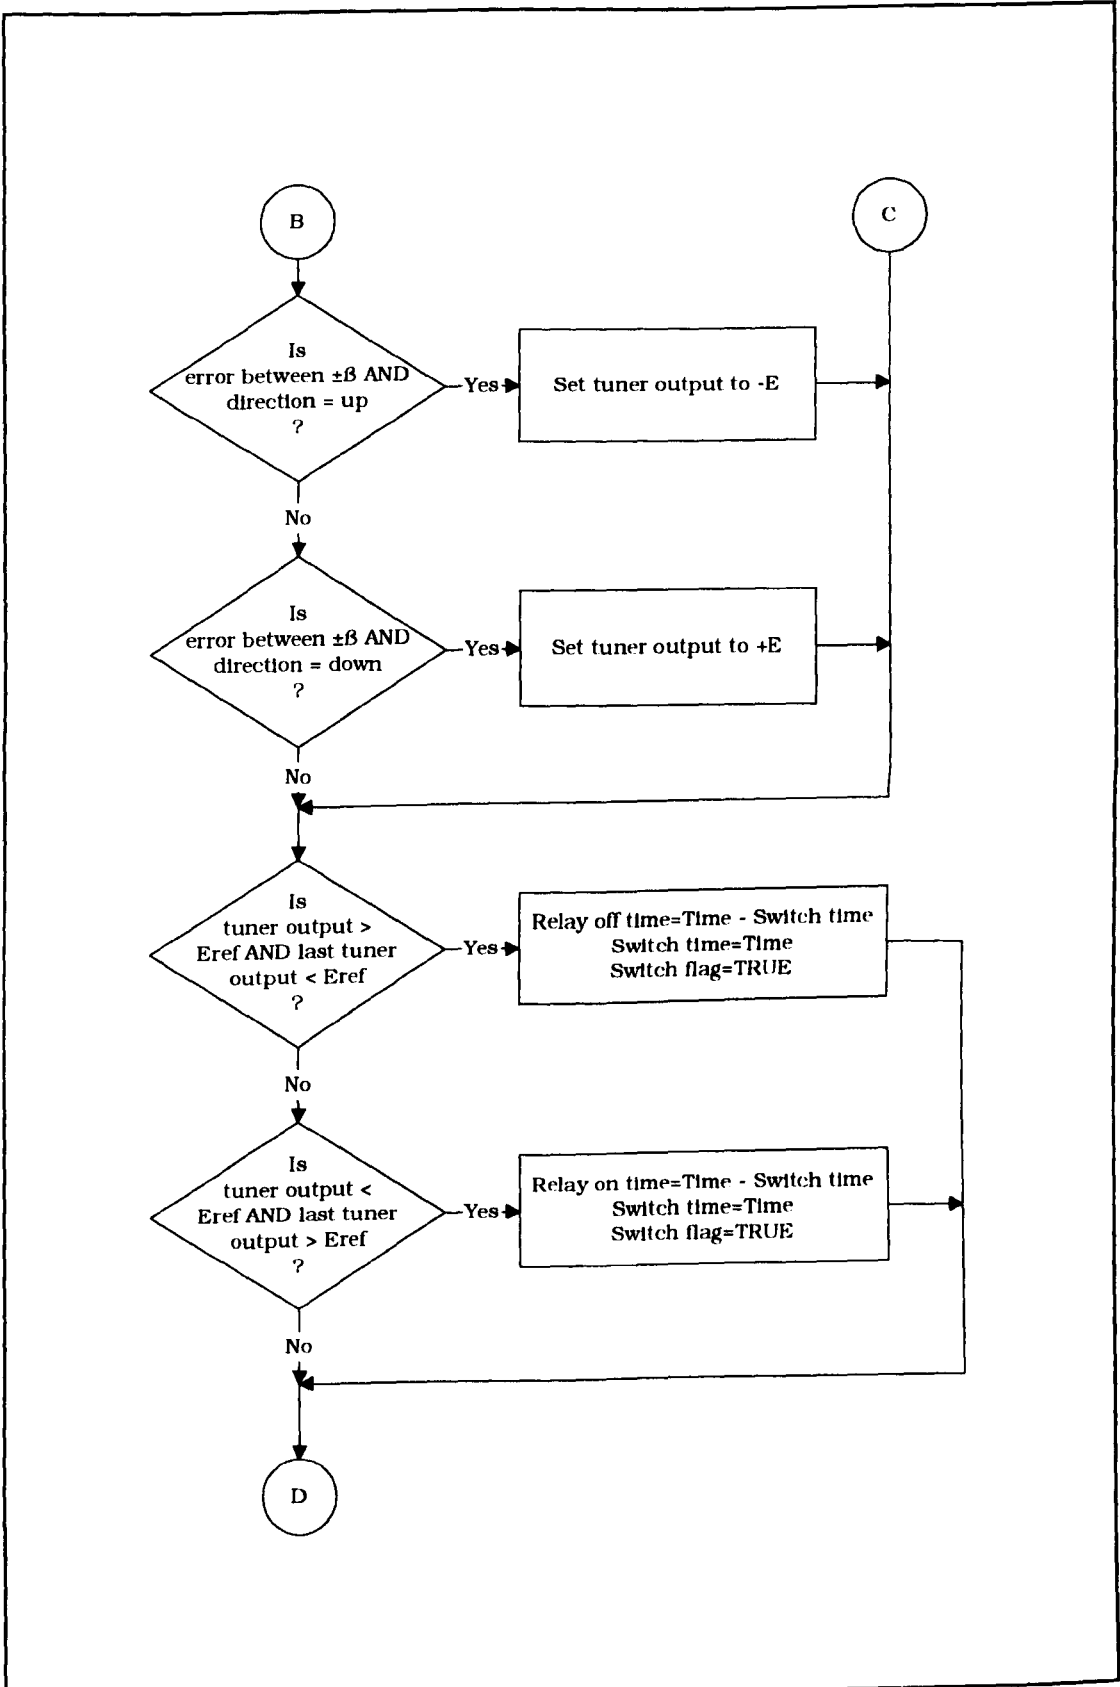 B
C
Is
error between ±ß AND
direction = up
?
Yes
Set tuner output to -E
No
Is
error between ±ß AND
direction = down
?
Yes
Set tuner output to +E
No
Is
tuner output >
Eref AND last tuner
output < Eref
?
Yes
Relay off time=Time - Switch time
Switch time=Time
Switch flag=TRUE
No
Is
tuner output <
Eref AND last tuner
output > Eref
?
Yes
Relay on time=Time - Switch time
Switch time=Time
Switch flag=TRUE
No
D